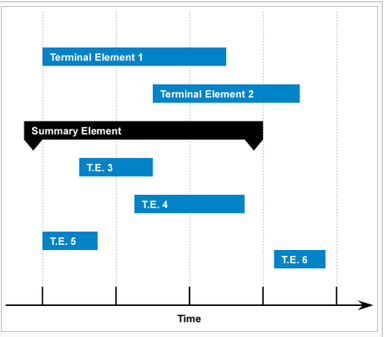 Terminal Element 1
Terminal Element 2
Summary Element
T.E. 3
T.E. 4
T.E. 5
T.E. 6
Time